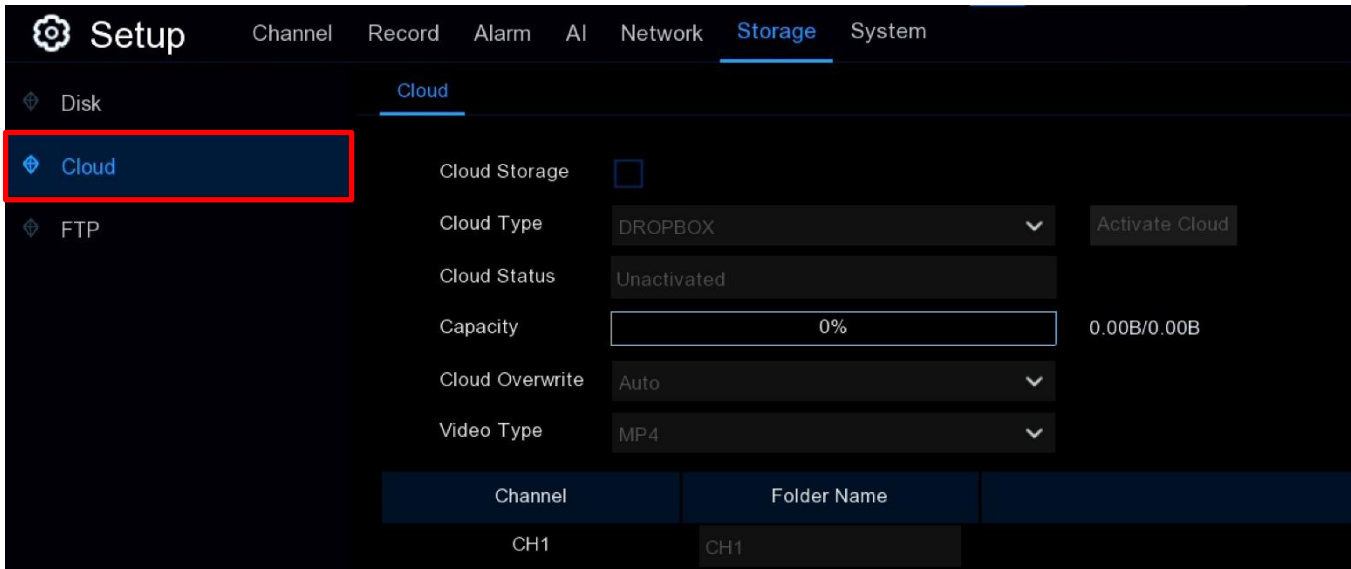 Setup Channel Record Alarm AI Network Storage System
Disk
Cloud
FTP
Cloud
Cloud Storage
Cloud Type DROPBOX Activate Cloud
Cloud Status Unactivated
Capacity 0% 0.00B/0.00B
Cloud Overwrite Auto
Video Type MP4
Channel Folder Name
CH1 CH1